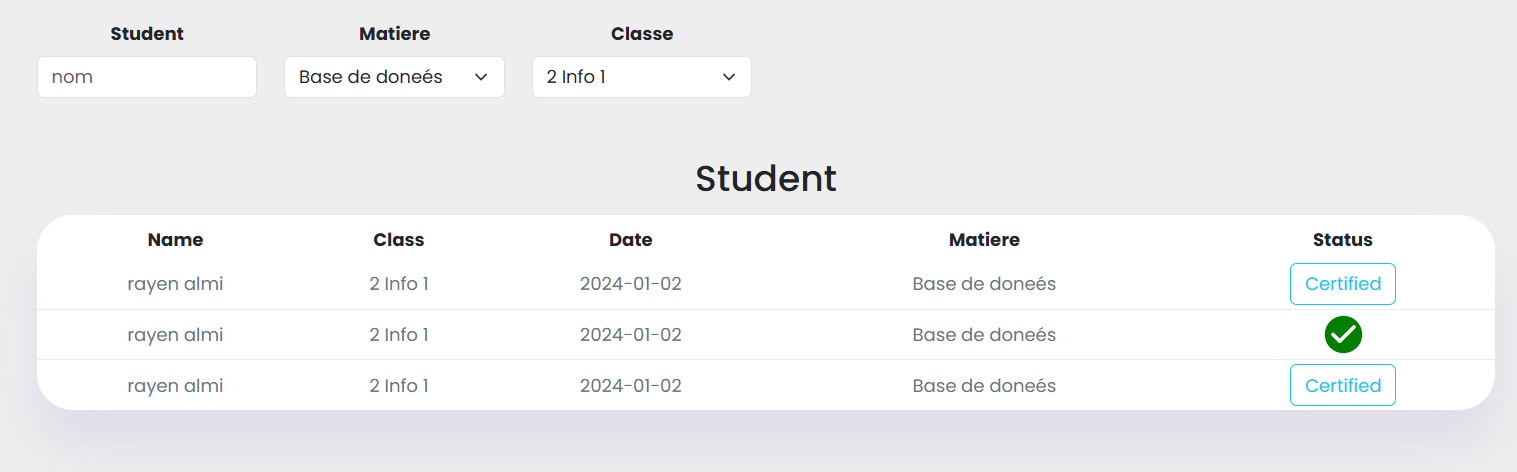 Student Matiere Classe
nom Base de doneés 2 Info 1
Student
Name Class Date Matiere Status
rayen almi 2 Info 1 2024-01-02 Base de doneés Certified
rayen almi 2 Info 1 2024-01-02 Base de doneés
rayen almi 2 Info 1 2024-01-02 Base de doneés Certified